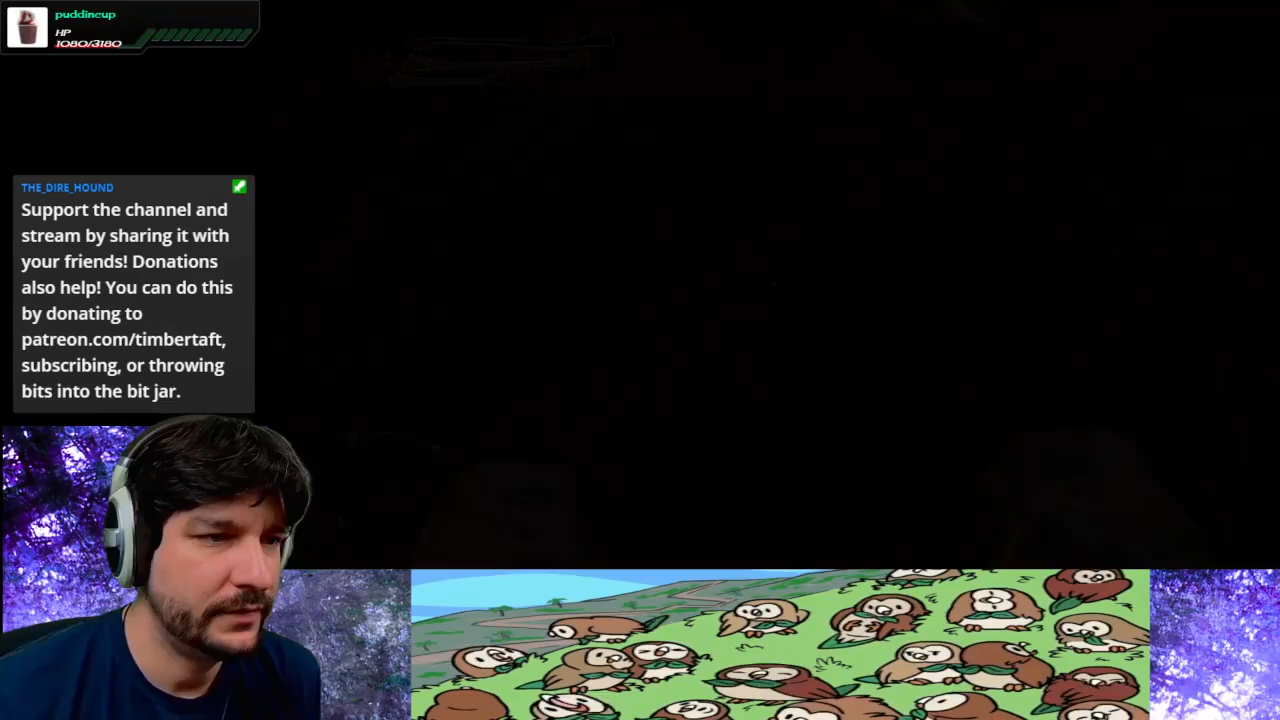 puddincup
HP
1080/3180
THE_DIRE_HOUND
Support the channel and
stream by sharing it with
your friends! Donations
also help! You can do this
by donating to
patreon.com/timbertaft,
subscribing, or throwing
bits into the bit jar.